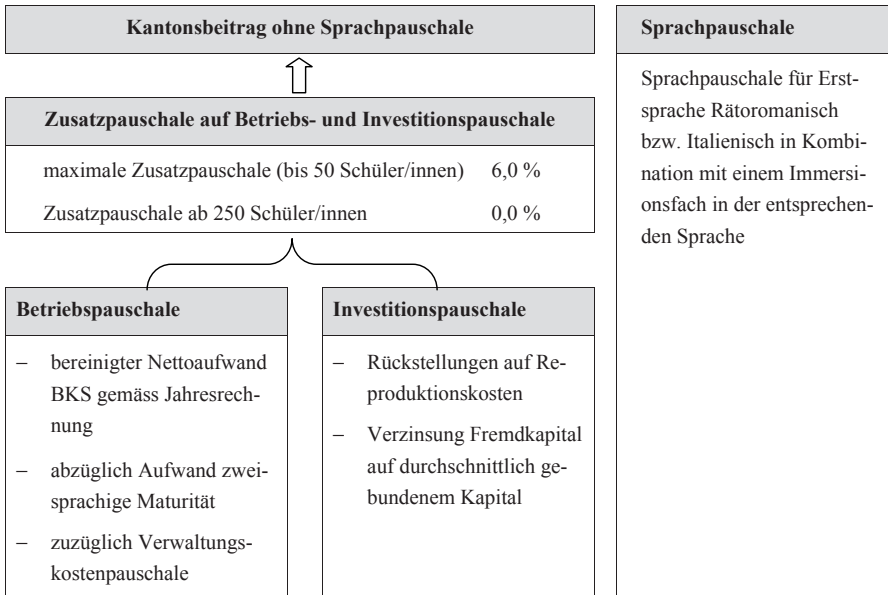 Kantonsbeitrag ohne Sprachpauschale
Zusatzpauschale auf Betriebs- und Investitionspauschale
maximale Zusatzpauschale (bis 50 Schüler/innen) 6,0 %
Zusatzpauschale ab 250 Schüler/innen 0,0 %
Betriebspauschale
– bereinigter Nettoaufwand
BKS gemäss Jahresrech-
nung
– abzüglich Aufwand zwei-
sprachige Maturität
– zuzüglich Verwaltungs-
kostenpauschale
Investitionspauschale
– Rückstellungen auf Re-
produktionskosten
– Verzinsung Fremdkapital
auf durchschnittlich ge-
bundenem Kapital
Sprachpauschale
Sprachpauschale für Erst-
sprache Rätoromanisch
bzw. Italienisch in Kombi-
nation mit einem Immersi-
onsfach in der entsprechen-
den Sprache